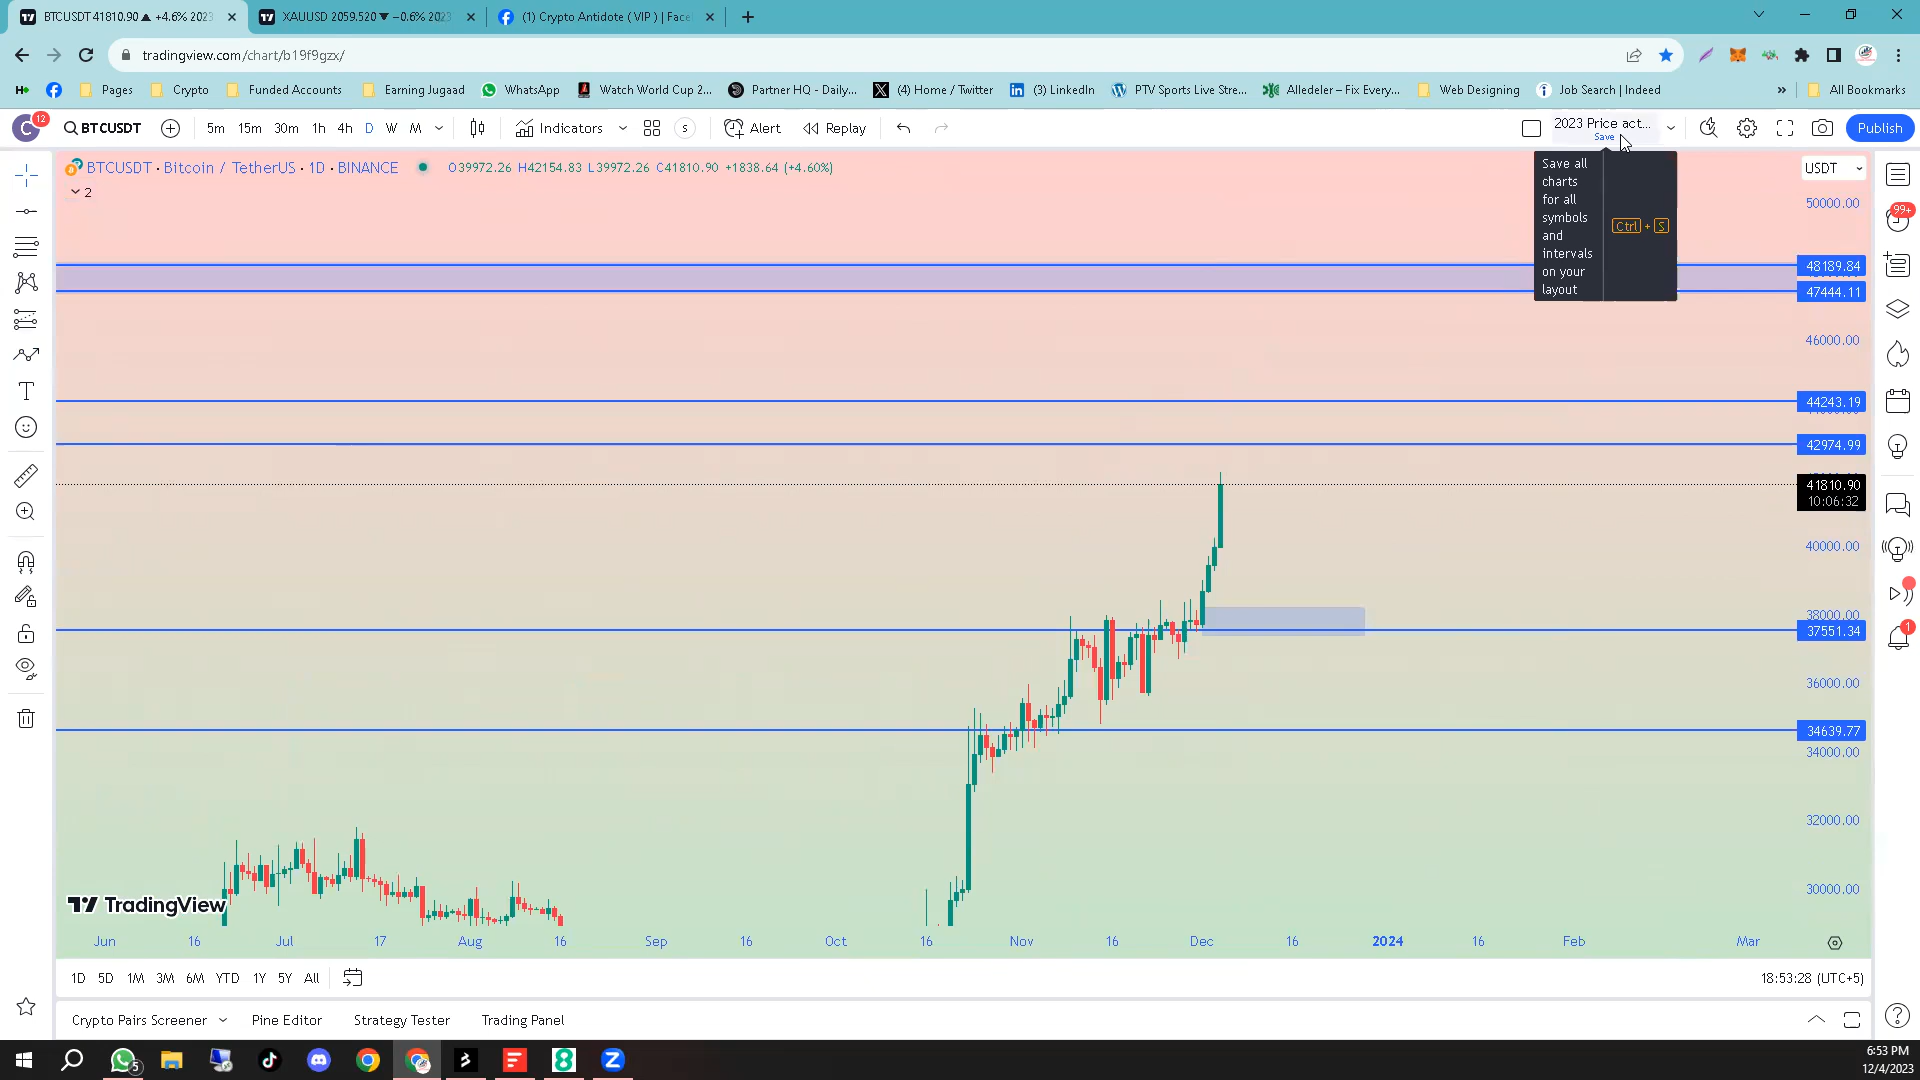 BTCUSDT 41810.90 ▲ +4.6% 2023
XAUUSD 2059.520 ▼ −0.6% 2023
(1) Crypto Antidote ( VIP ) | Face
tradingview.com/chart/b19f9gzx/
Pages
Crypto
Funded Accounts
Earning Jugaad
WhatsApp
Watch World Cup 2...
Partner HQ - Daily,...
(4) Home / Twitter
(3) LinkedIn
PTV Sports Live Stre...
Alledeler – Fix Every...
Web Designing
Job Search | Indeed
»
All Bookmarks
C
12
BTCUSDT
5m 15m 30m 1h 4h D W M
Indicators
S
Alert
Replay
2023 Price act...
Save
Publish
BTCUSDT · Bitcoin / TetherUS · 1D · BINANCE
O39972.26 H42154.83 L39972.26 C41810.90 +1838.64 (+4.60%)
2
Save all
charts
for all
symbols
and
intervals
on your
layout
Ctrl + S
USDT
50000.00
48189.84
47444.11
46000.00
44243.19
42974.99
41810.90
10:06:32
40000.00
38000.00
37551.34
36000.00
34639.77
34000.00
32000.00
30000.00
99+
1
TradingView
Jun 16 Jul 17 Aug 16 Sep 16 Oct 16 Nov 16 Dec 16 2024 16 Feb Mar
1D 5D 1M 3M 6M YTD 1Y 5Y All
18:53:28 (UTC+5)
Crypto Pairs Screener
Pine Editor
Strategy Tester
Trading Panel
5
6:53 PM
12/4/2023